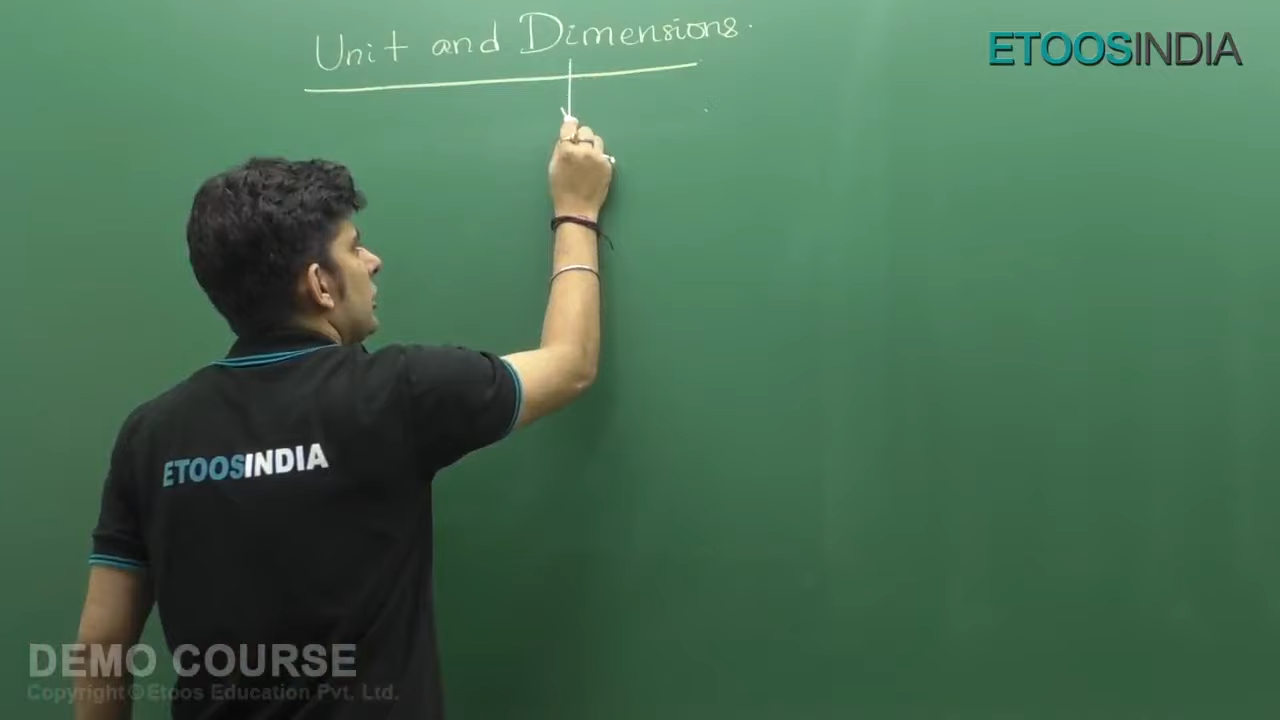 Unit and Dimensions.
ETOOSINDIA
ETOOSINDIA
DEMO COURSE
Copyright©Etoos Education Pvt. Ltd.